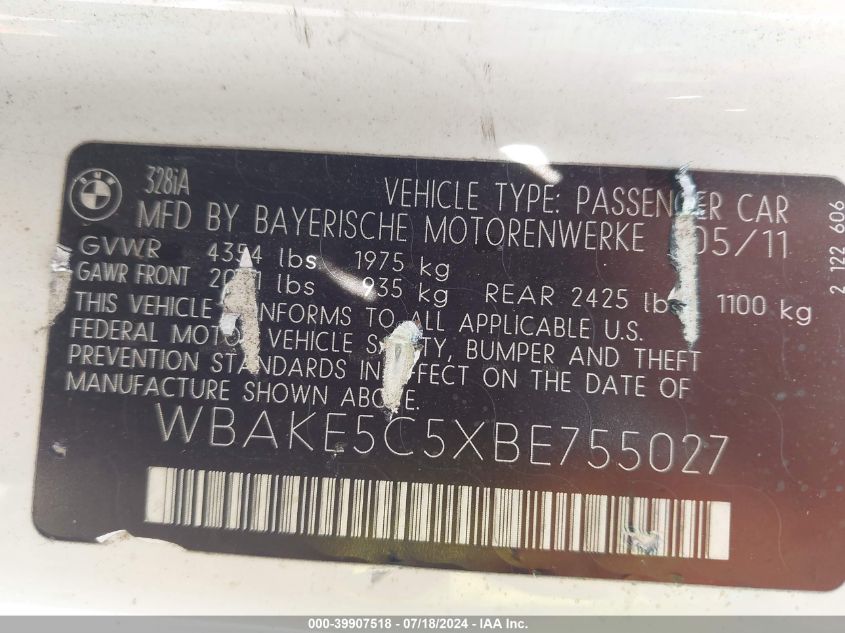 BMW
328iA
VEHICLE TYPE: PASSENGER CAR
MFD BY BAYERISCHE MOTORENWERKE 05/11
GVWR 4354 lbs 1975 kg
GAWR FRONT lbs 935 kg REAR 2425 lbs 1100 kg
THIS VEHICLE CONFORMS TO ALL APPLICABLE U.S.
FEDERAL MOTOR VEHICLE SAFETY, BUMPER AND THEFT
PREVENTION STANDARDS IN EFFECT ON THE DATE OF
MANUFACTURE SHOWN ABOVE.
WBAKE5C5XBE755027
2 122 606
000-39907518 - 07/18/2024 - IAA Inc.